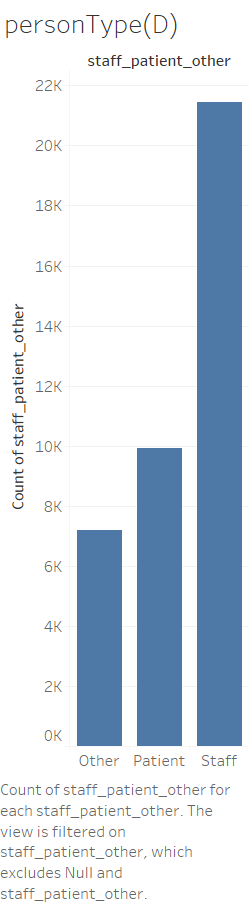 personType(D)
staff_patient_other
22K
20K
18K
16K
14K
12K
10K
8K
6K
4K
2K
0K
Count of staff_patient_other
Other Patient Staff
Count of staff_patient_other for
each staff_patient_other. The
view is filtered on
staff_patient_other, which
excludes Null and
staff_patient_other.